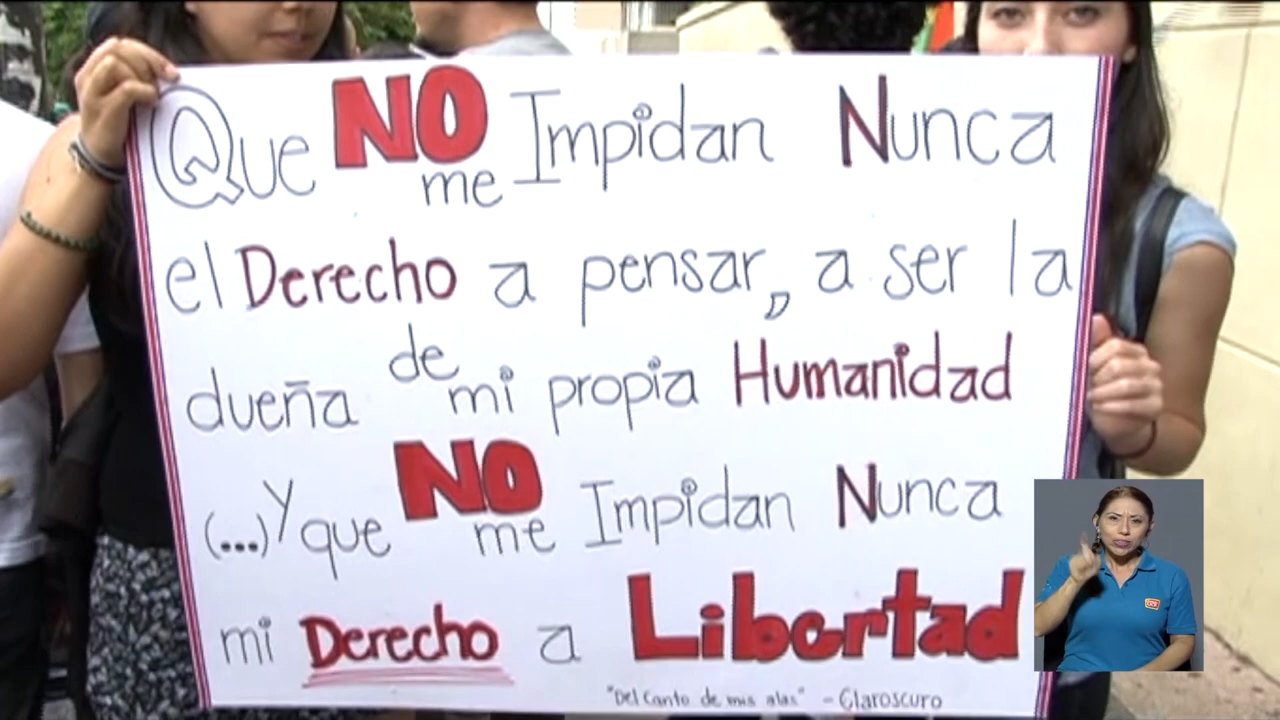 Que NO me Impidan Nunca
el Derecho a pensar, a ser la
dueña de mi propia Humanidad
(...) Y que NO me Impidan Nunca
mi Derecho a Libertad
"Del Canto de mis alas" - Claroscuro